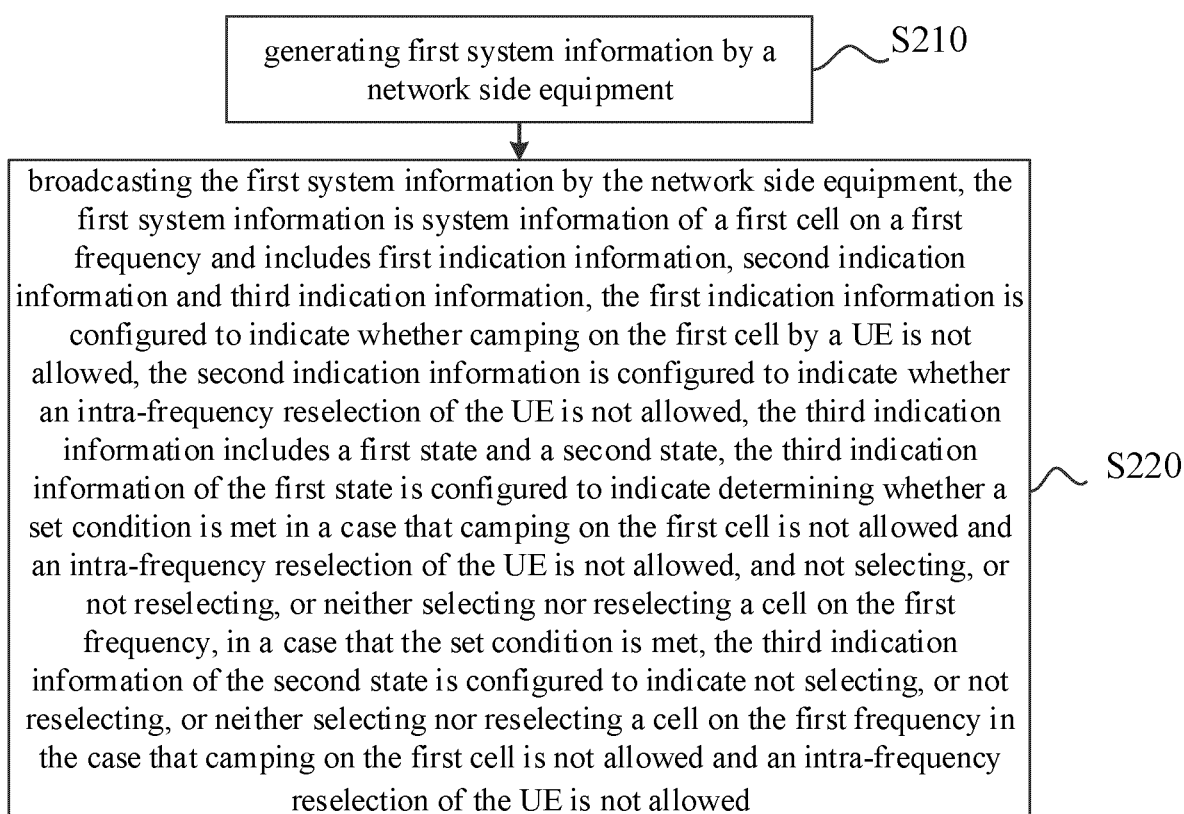 generating first system information by a
network side equipment
S210
broadcasting the first system information by the network side equipment, the
first system information is system information of a first cell on a first
frequency and includes first indication information, second indication
information and third indication information, the first indication information is
configured to indicate whether camping on the first cell by a UE is not
allowed, the second indication information is configured to indicate whether
an intra-frequency reselection of the UE is not allowed, the third indication
information includes a first state and a second state, the third indication
information of the first state is configured to indicate determining whether a
set condition is met in a case that camping on the first cell is not allowed and
an intra-frequency reselection of the UE is not allowed, and not selecting, or
not reselecting, or neither selecting nor reselecting a cell on the first
frequency, in a case that the set condition is met, the third indication
information of the second state is configured to indicate not selecting, or not
reselecting, or neither selecting nor reselecting a cell on the first frequency in
the case that camping on the first cell is not allowed and an intra-frequency
reselection of the UE is not allowed
S220